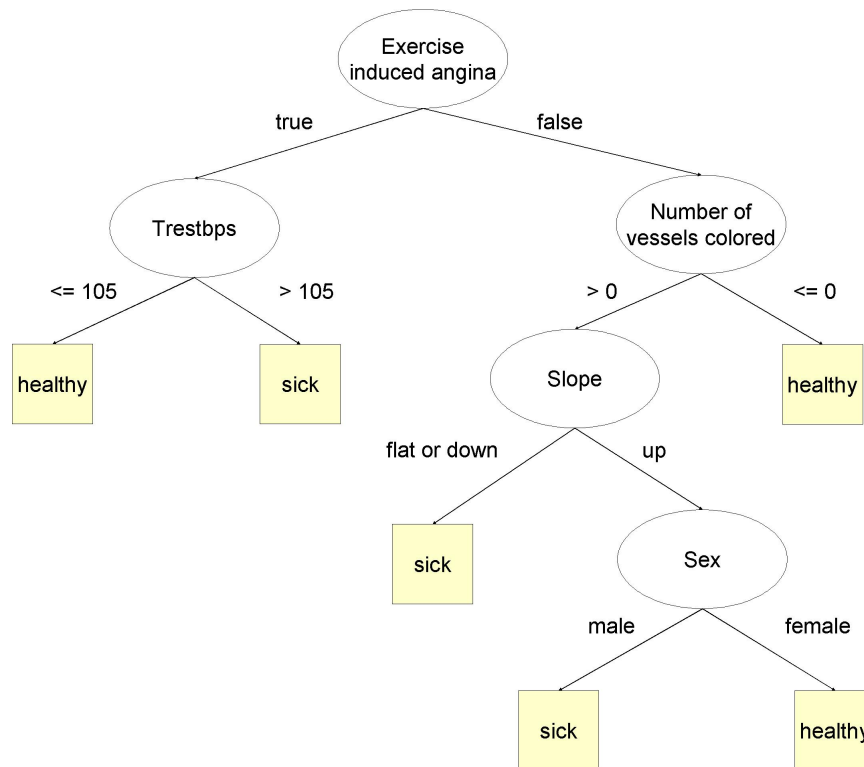 Exercise
induced angina
true
false
Trestbps
Number of
vessels colored
<= 105
> 105
> 0
<= 0
healthy
sick
Slope
healthy
flat or down
up
sick
Sex
male
female
sick
healthy